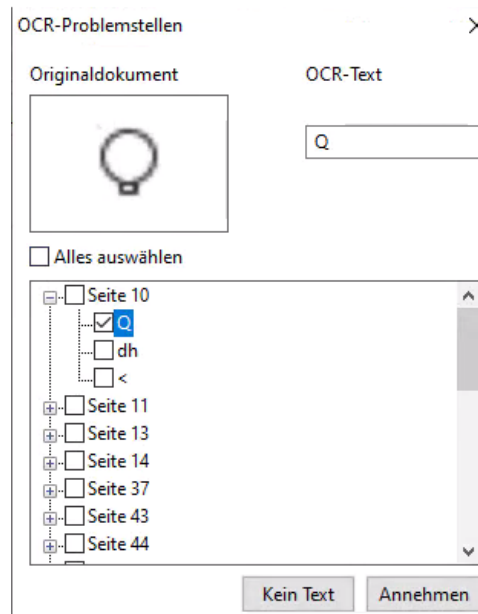 OCR-Problemstellen
Originaldokument OCR-Text
Q
Alles auswählen
Seite 10
Q
dh
<
Seite 11
Seite 13
Seite 14
Seite 37
Seite 43
Seite 44
Kein Text Annehmen